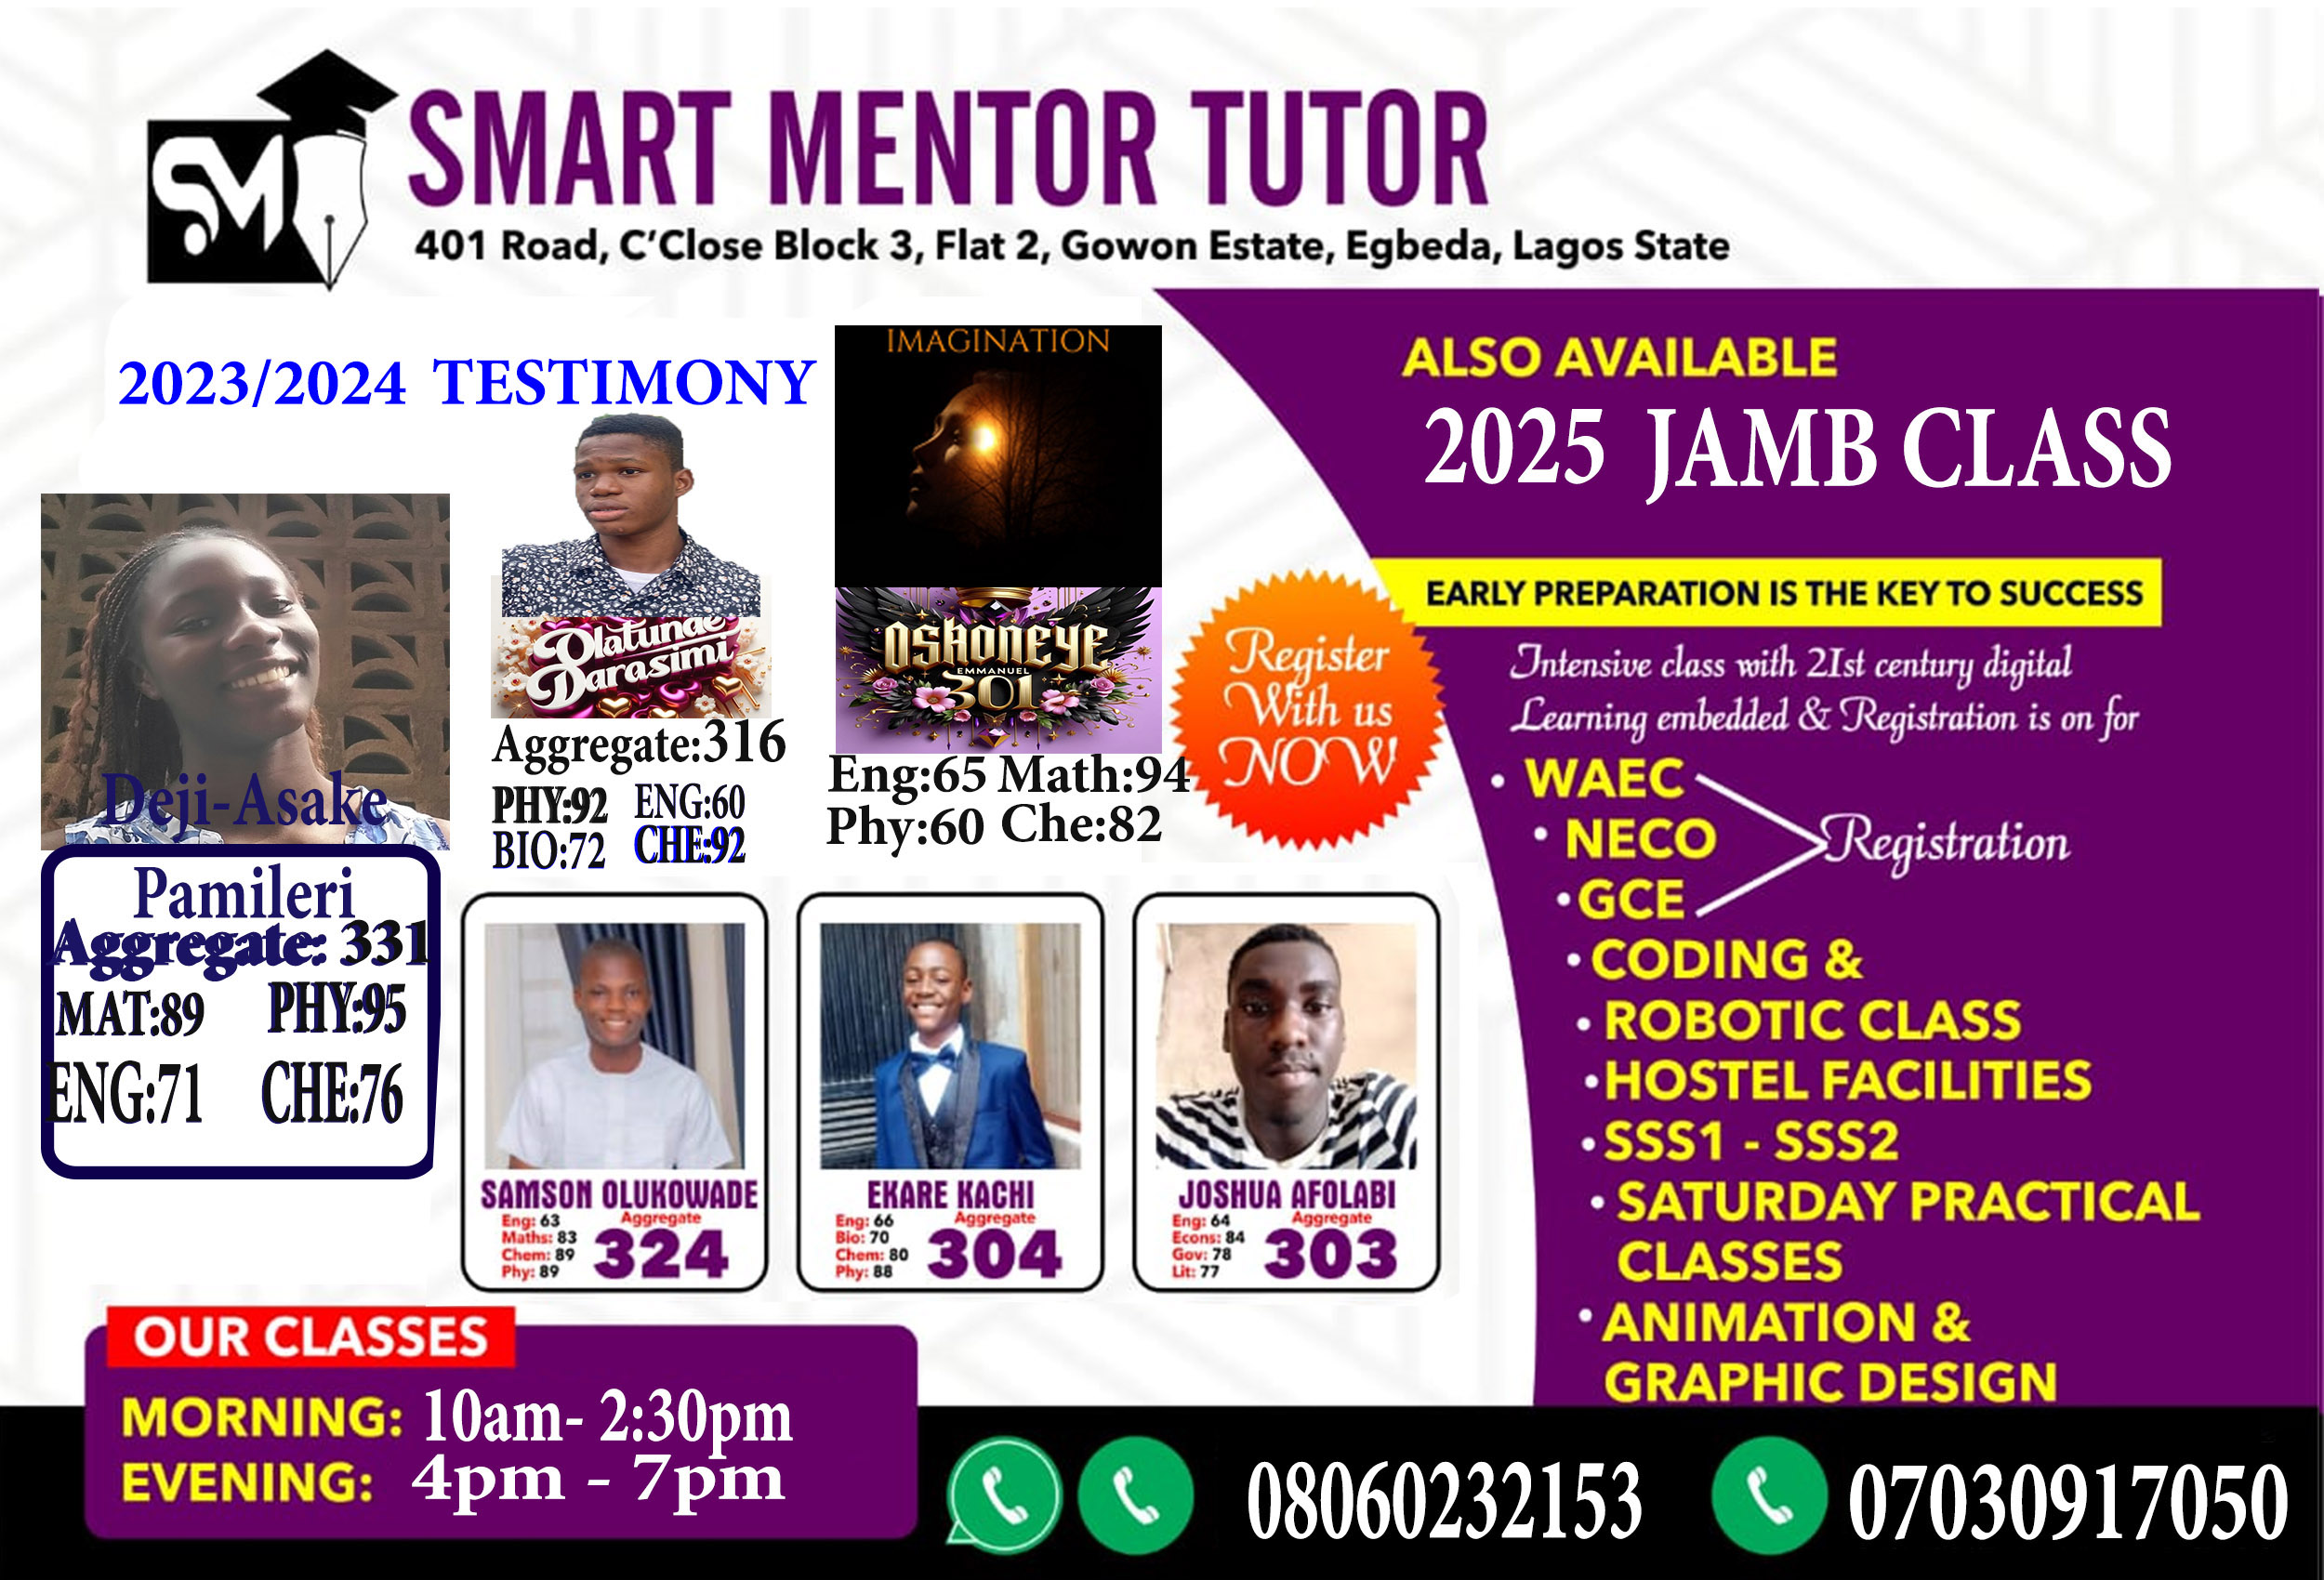 SM
SMART MENTOR TUTOR
401 Road, C'Close Block 3, Flat 2, Gowon Estate, Egbeda, Lagos State
2023/2024 TESTIMONY
Deji-Asake
Pamileri
Aggregate: 331
MAT:89 PHY:95
ENG:71 CHE:76
Olatunde
Darasimi
Aggregate:316
PHY:92 ENG:60
BIO:72 CHE:92
IMAGINATION
OSHONEYE
EMMANUEL
301
Eng:65 Math:94
Phy:60 Che:82
SAMSON OLUKOWADE
Eng: 63
Maths: 83
Chem: 89
Phy: 89
Aggregate
324
EKARE KACHI
Eng: 66
Bio: 70
Chem: 80
Phy: 88
Aggregate
304
JOSHUA AFOLABI
Eng: 64
Econs: 84
Gov: 78
Lit: 77
Aggregate
303
Register
With us
NOW
ALSO AVAILABLE
2025 JAMB CLASS
EARLY PREPARATION IS THE KEY TO SUCCESS
Intensive class with 21st century digital
Learning embedded & Registration is on for
• WAEC
• NECO
• GCE
Registration
• CODING &
• ROBOTIC CLASS
• HOSTEL FACILITIES
• SSS1 - SSS2
• SATURDAY PRACTICAL
CLASSES
• ANIMATION &
GRAPHIC DESIGN
OUR CLASSES
MORNING: 10am- 2:30pm
EVENING: 4pm - 7pm
08060232153
07030917050